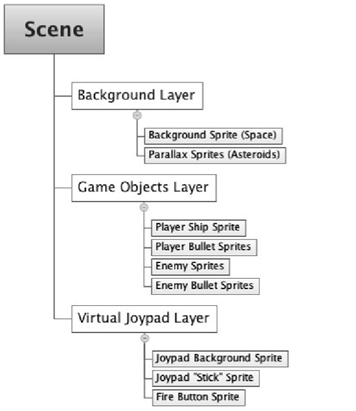 Scene
Background Layer
Background Sprite (Space)
Parallax Sprites (Asteroids)
Game Objects Layer
Player Ship Sprite
Player Bullet Sprites
Enemy Sprites
Enemy Bullet Sprites
Virtual Joypad Layer
Joypad Background Sprite
Joypad "Stick" Sprite
Fire Button Sprite